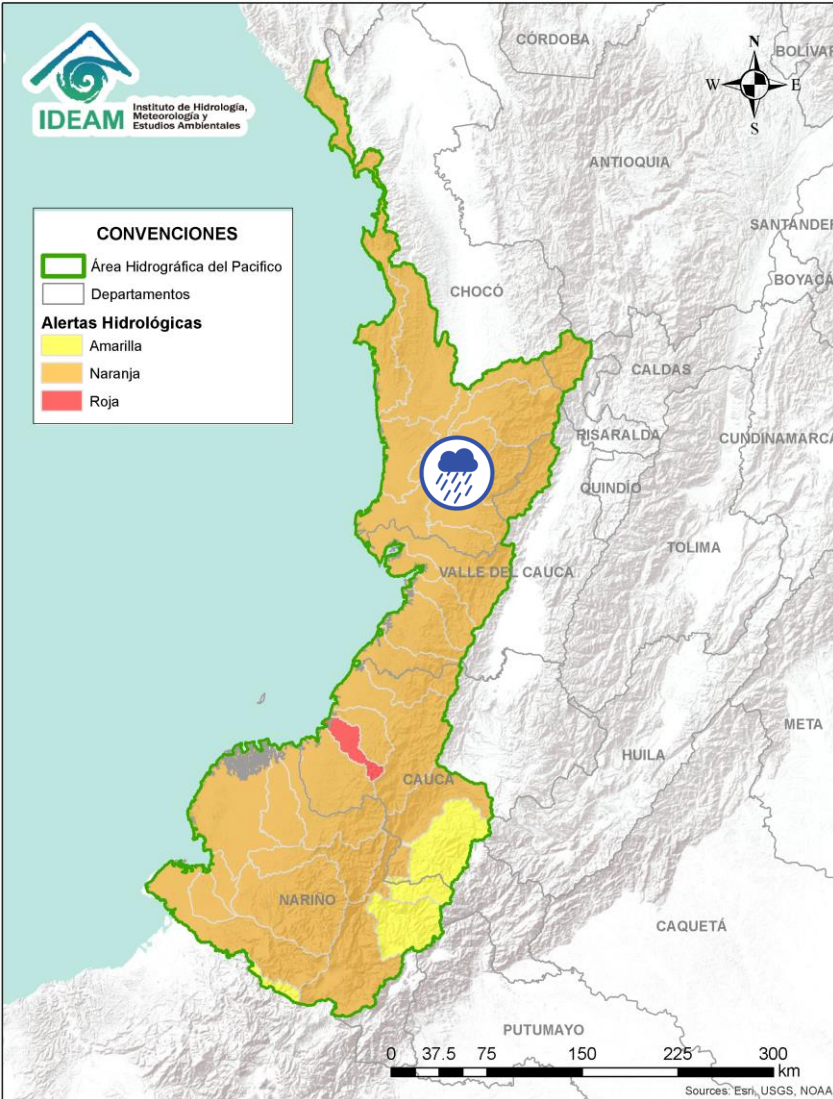 IDEAM
Instituto de Hidrología,
Meteorología y
Estudios Ambientales
N
W
E
S
CONVENCIONES
Área Hidrográfica del Pacifico
Departamentos
Alertas Hidrológicas
Amarilla
Naranja
Roja
CÓRDOBA
BOLÍVAR
ANTIOQUIA
SANTANDER
BOYACÁ
CHOCÓ
CALDAS
RISARALDA
CUNDINAMARCA
QUINDÍO
TOLIMA
VALLE DEL CAUCA
META
HUILA
CAUCA
NARIÑO
CAQUETÁ
PUTUMAYO
0 37.5 75 150 225 300
km
Sources: Esri, USGS, NOAA